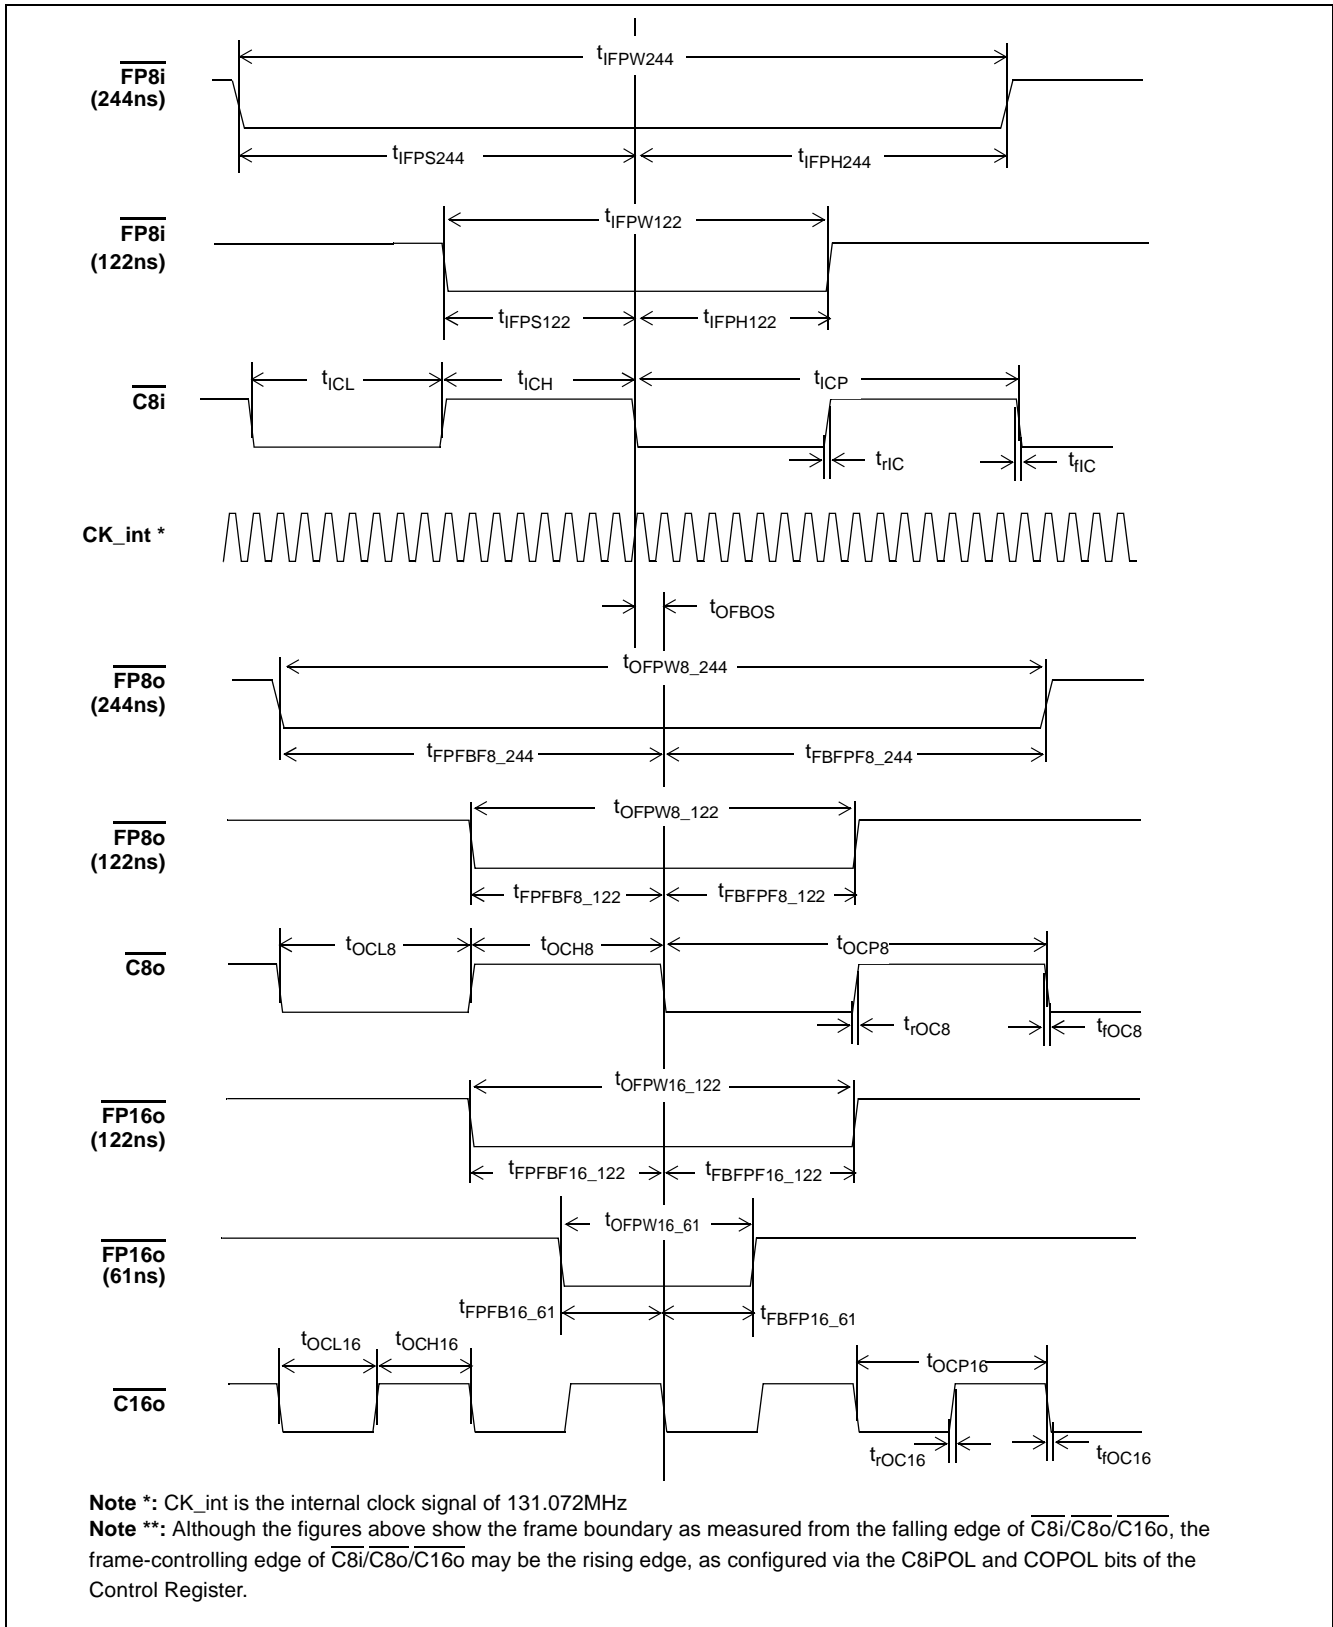 tIFPW244
FP8i
(244ns)
tIFPS244
tIFPH244
FP8i
(122ns)
tIFPW122
tIFPS122
tIFPH122
C8i
tICL
tICH
tICP
trIC
tfIC
CK_int *
tOFBOS
FP8o
(244ns)
tOFPW8_244
tFPFBF8_244
tFBFPF8_244
FP8o
(122ns)
tOFPW8_122
tFPFBF8_122
tFBFPF8_122
C8o
tOCL8
tOCH8
tOCP8
trOC8
tfOC8
FP16o
(122ns)
tOFPW16_122
tFPFBF16_122
tFBFPF16_122
FP16o
(61ns)
tOFPW16_61
tFPFB16_61
tFBFP16_61
C16o
tOCL16
tOCH16
tOCP16
trOC16
tfOC16
Note *: CK_int is the internal clock signal of 131.072MHz
Note **: Although the figures above show the frame boundary as measured from the falling edge of C8i/C8o/C16o, the
frame-controlling edge of C8i/C8o/C16o may be the rising edge, as configured via the C8iPOL and COPOL bits of the
Control Register.